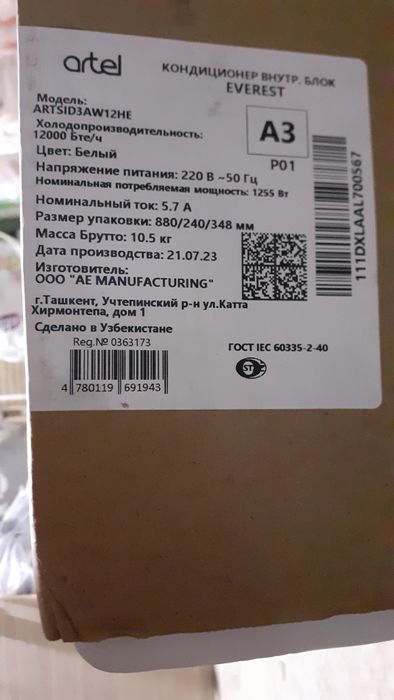 artel
КОНДИЦИОНЕР ВНУТР. БЛОК
EVEREST
Модель:
ARTSID3AW12HE
Холодопроизводительность:
12000 Бте/ч
A3
P01
Цвет: Белый
Напряжение питания: 220 В ~50 Гц
Номинальная потребляемая мощность: 1255 Вт
Номинальный ток: 5.7 А
Размер упаковки: 880/240/348 мм
Масса Брутто: 10.5 кг
Дата производства: 21.07.23
Изготовитель:
ООО "AE MANUFACTURING"
г.Ташкент, Учтепинский р-н ул.Катта
Хирмонтепа, дом 1
Сделано в Узбекистане
Reg.№ 0363173
4 780119 691943
ГОСТ IEC 60335-2-40
ST
111DXLAAL700567